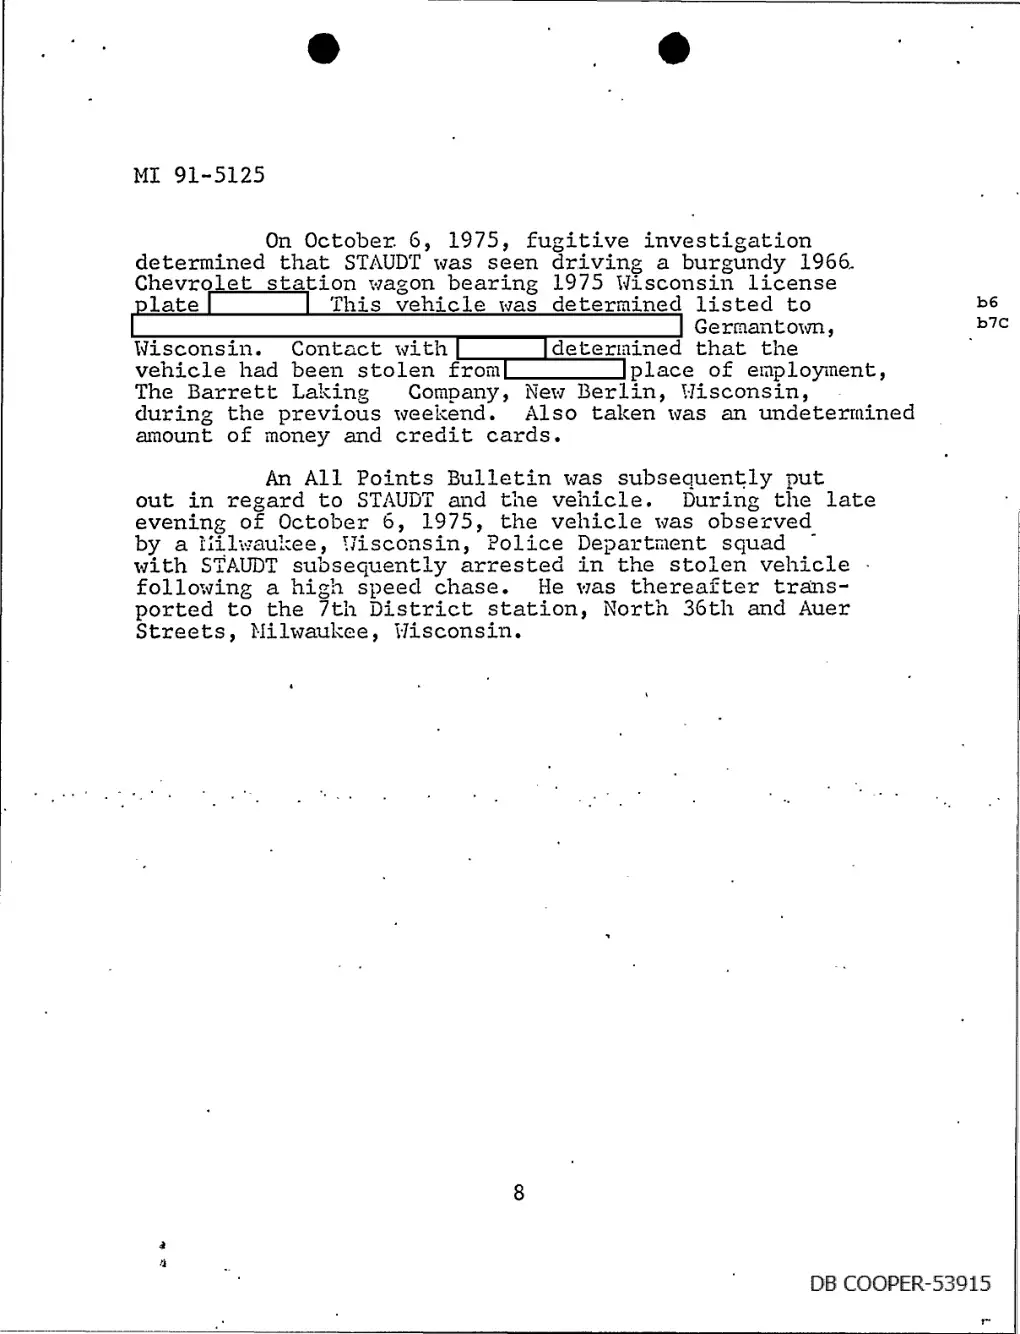 MI 91-5125
On October 6, 1975, fugitive investigation
determined that STAUDT was seen driving a burgundy 1966
Chevrolet station wagon bearing 1975 Wisconsin license
plate This vehicle was determined listed to
b6
Germantown,
b7C
Wisconsin. Contact with determined that the
vehicle had been stolen from place of employment,
The Barrett Laking Company, New Berlin, Wisconsin,
during the previous weekend. Also taken was an undetermined
amount of money and credit cards.
An All Points Bulletin was subsequently put
out in regard to STAUDT and the vehicle. During the late
evening of October 6, 1975, the vehicle was observed
by a Milwaukee, Wisconsin, Police Department squad
with STAUDT subsequently arrested in the stolen vehicle
following a high speed chase. He was thereafter trans-
ported to the 7th District station, North 36th and Auer
Streets, Milwaukee, Wisconsin.
8
DB COOPER-53915